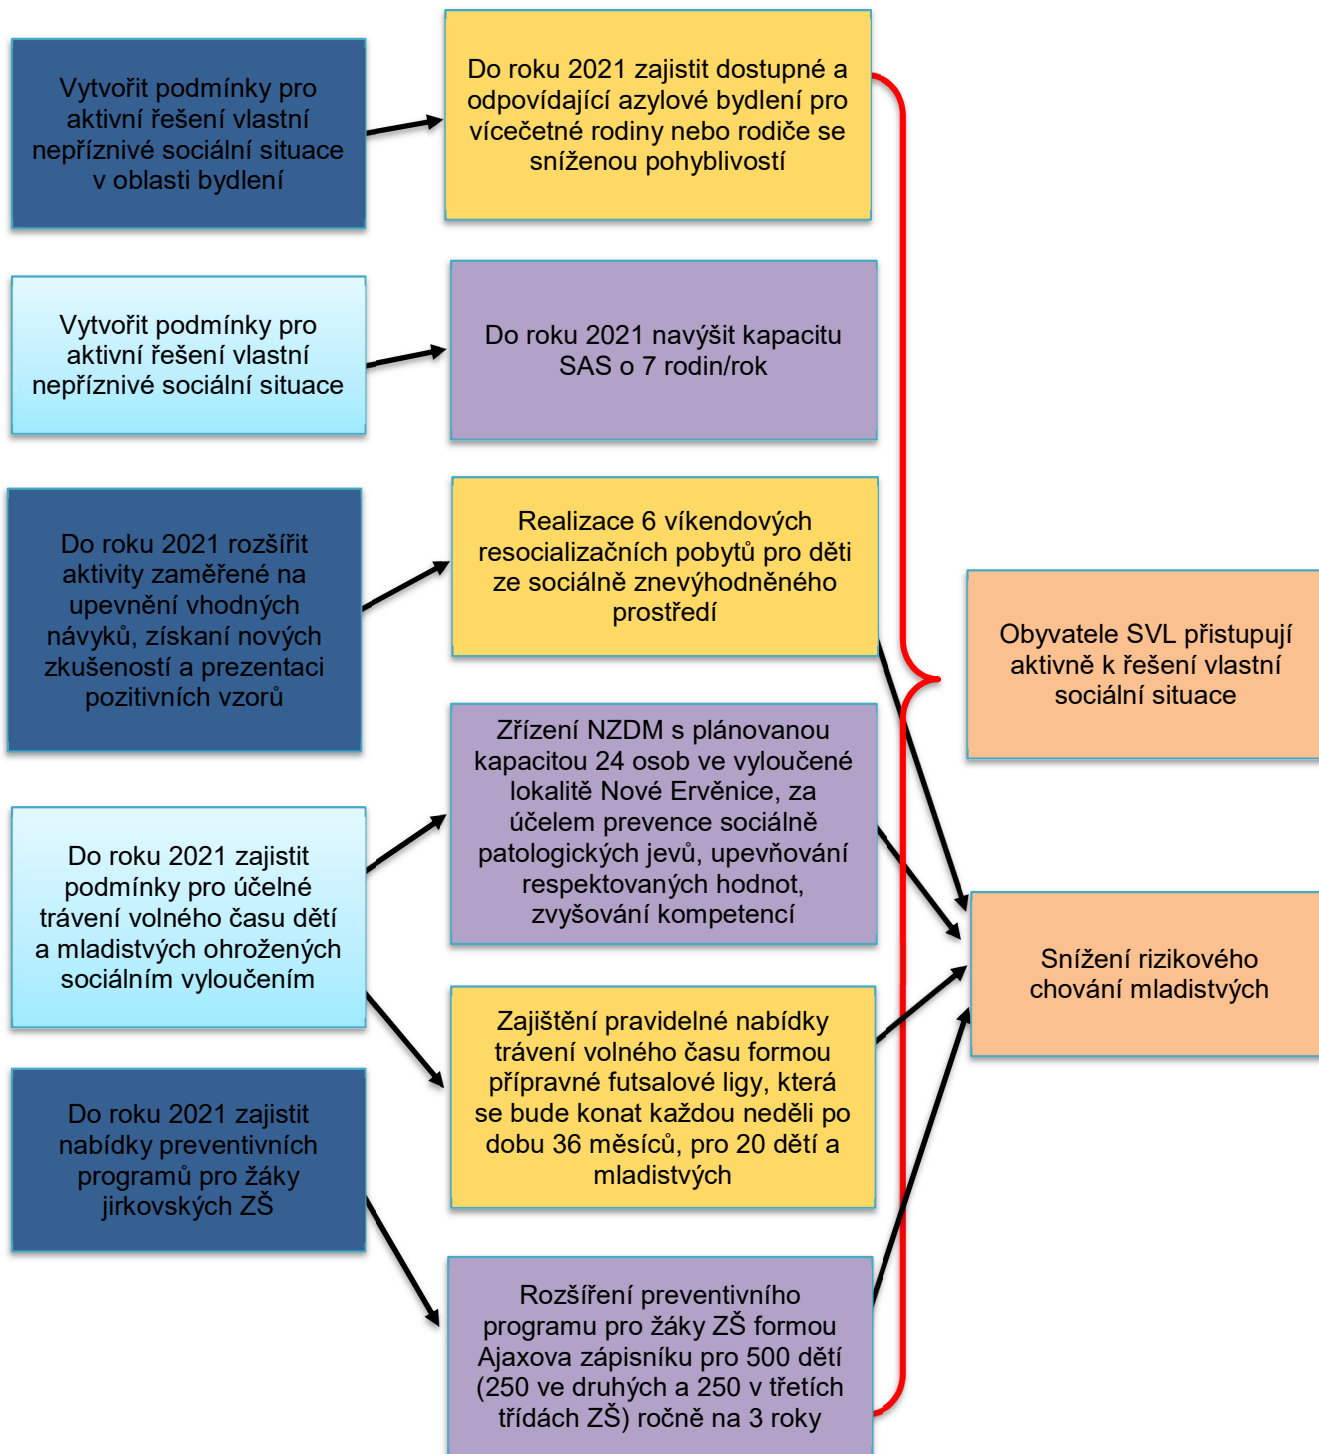 Vytvořit podmínky pro
aktivní řešení vlastní
nepříznivé sociální situace
v oblasti bydlení
Do roku 2021 zajistit dostupné a
odpovídající azylové bydlení pro
vícečetné rodiny nebo rodiče se
sníženou pohyblivostí
Vytvořit podmínky pro
aktivní řešení vlastní
nepříznivé sociální situace
Do roku 2021 navýšit kapacitu
SAS o 7 rodin/rok
Do roku 2021 rozšířit
aktivity zaměřené na
upevnění vhodných
návyků, získaní nových
zkušeností a prezentaci
pozitivních vzorů
Realizace 6 víkendových
resocializačních pobytů pro děti
ze sociálně znevýhodněného
prostředí
Obyvatele SVL přistupují
aktivně k řešení vlastní
sociální situace
Do roku 2021 zajistit
podmínky pro účelné
trávení volného času dětí
a mladistvých ohrožených
sociálním vyloučením
Zřízení NZDM s plánovanou
kapacitou 24 osob ve vyloučené
lokalitě Nové Ervěnice, za
účelem prevence sociálně
patologických jevů, upevňování
respektovaných hodnot,
zvyšování kompetencí
Snížení rizikového
chování mladistvých
Zajištění pravidelné nabídky
trávení volného času formou
přípravné futsalové ligy, která
se bude konat každou neděli po
dobu 36 měsíců, pro 20 dětí a
mladistvých
Do roku 2021 zajistit
nabídky preventivních
programů pro žáky
jirkovských ZŠ
Rozšíření preventivního
programu pro žáky ZŠ formou
Ajaxova zápisníku pro 500 dětí
(250 ve druhých a 250 v třetích
třídách ZŠ) ročně na 3 roky